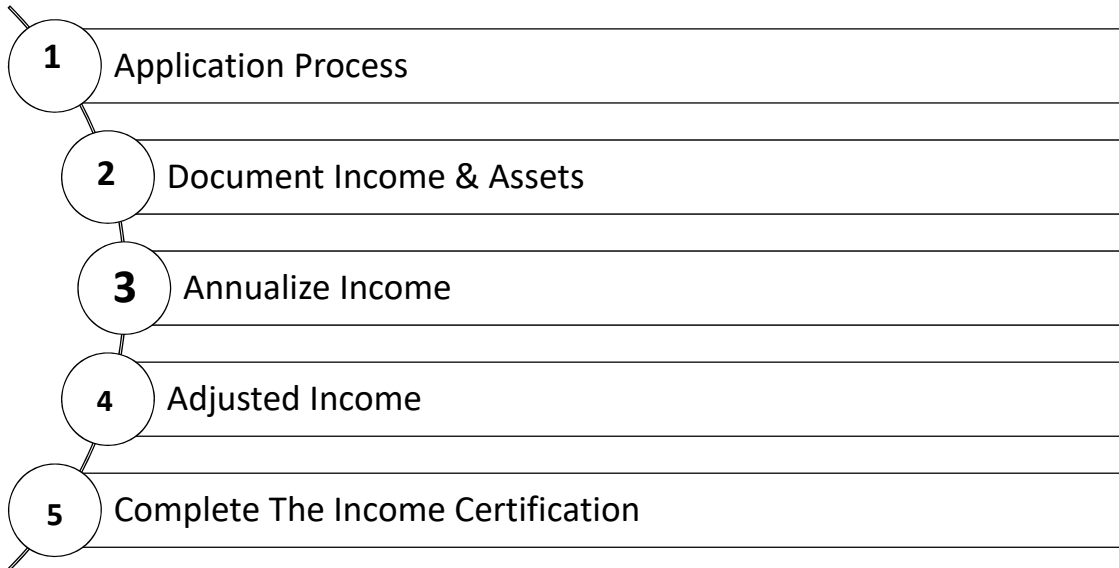 1 Application Process
2 Document Income & Assets
3 Annualize Income
4 Adjusted Income
5 Complete The Income Certification